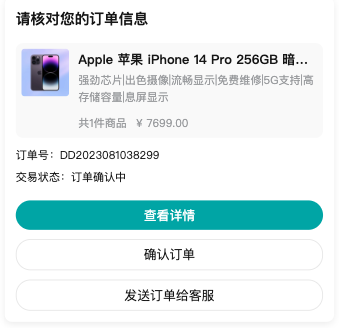 请核对您的订单信息
Apple 苹果 iPhone 14 Pro 256GB 暗...
强劲芯片|出色摄像|流畅显示|免费维修|5G支持|高
存储容量|息屏显示
共1件商品 ¥ 7699.00
订单号：DD2023081038299
交易状态：订单确认中
查看详情
确认订单
发送订单给客服